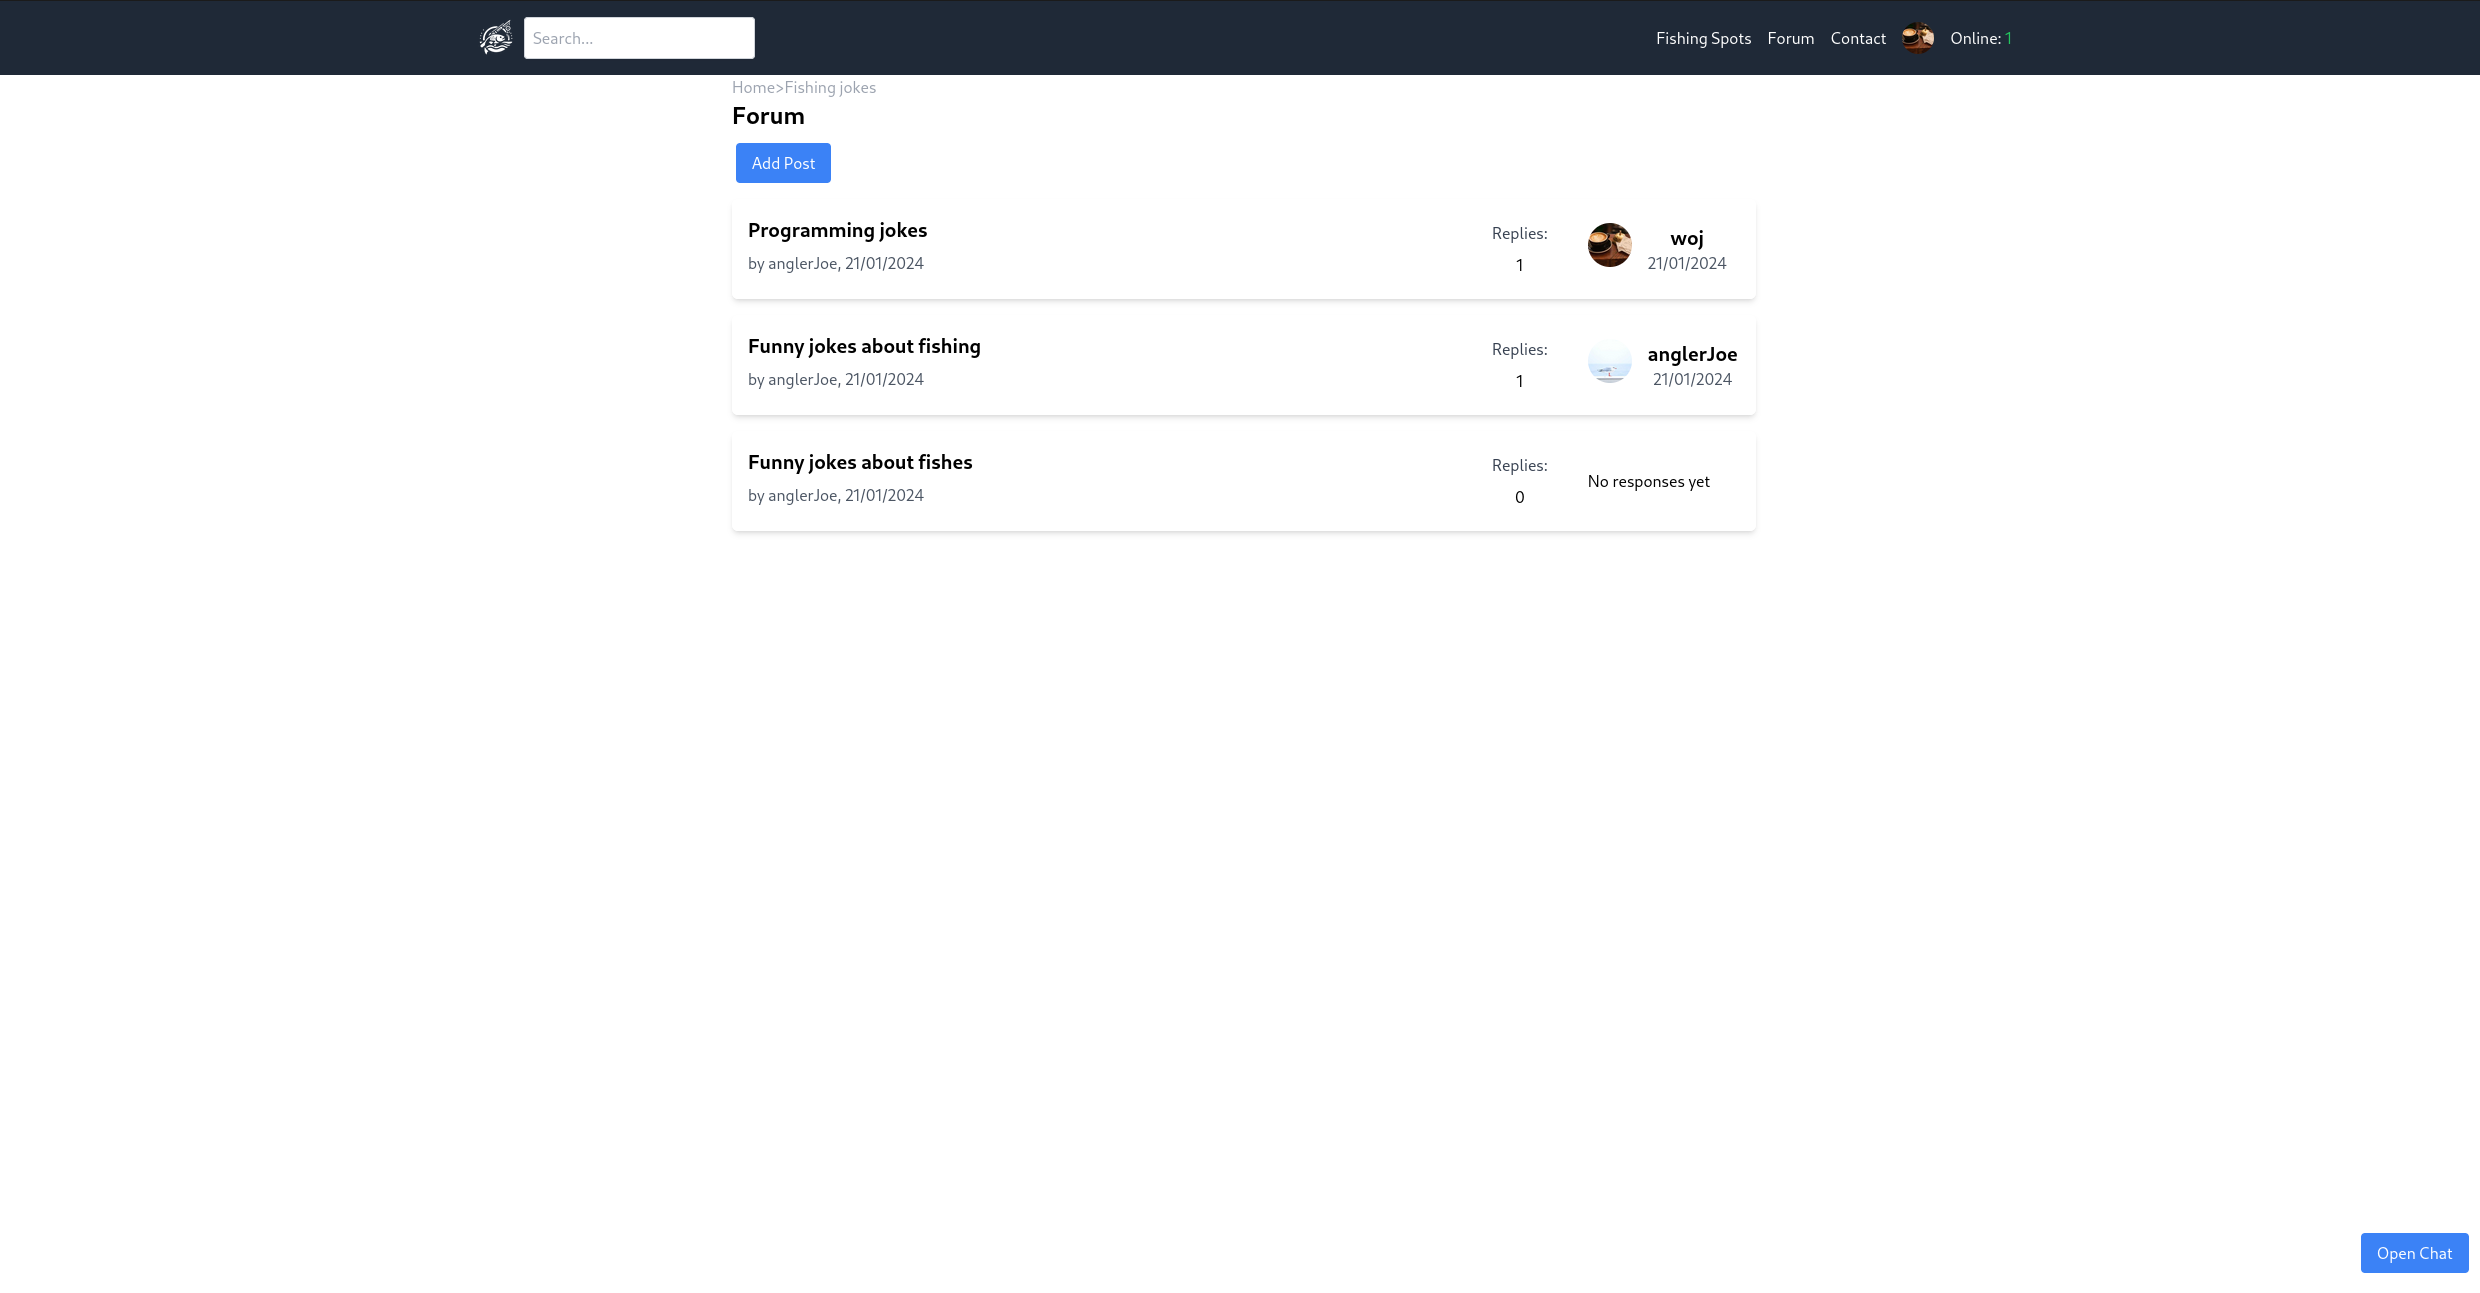 Search...
Fishing Spots Forum Contact Online: 1
Home>Fishing jokes
Forum
Add Post
Programming jokes
by anglerJoe, 21/01/2024
Replies:
1
woj
21/01/2024
Funny jokes about fishing
by anglerJoe, 21/01/2024
Replies:
1
anglerJoe
21/01/2024
Funny jokes about fishes
by anglerJoe, 21/01/2024
Replies:
0
No responses yet
Open Chat